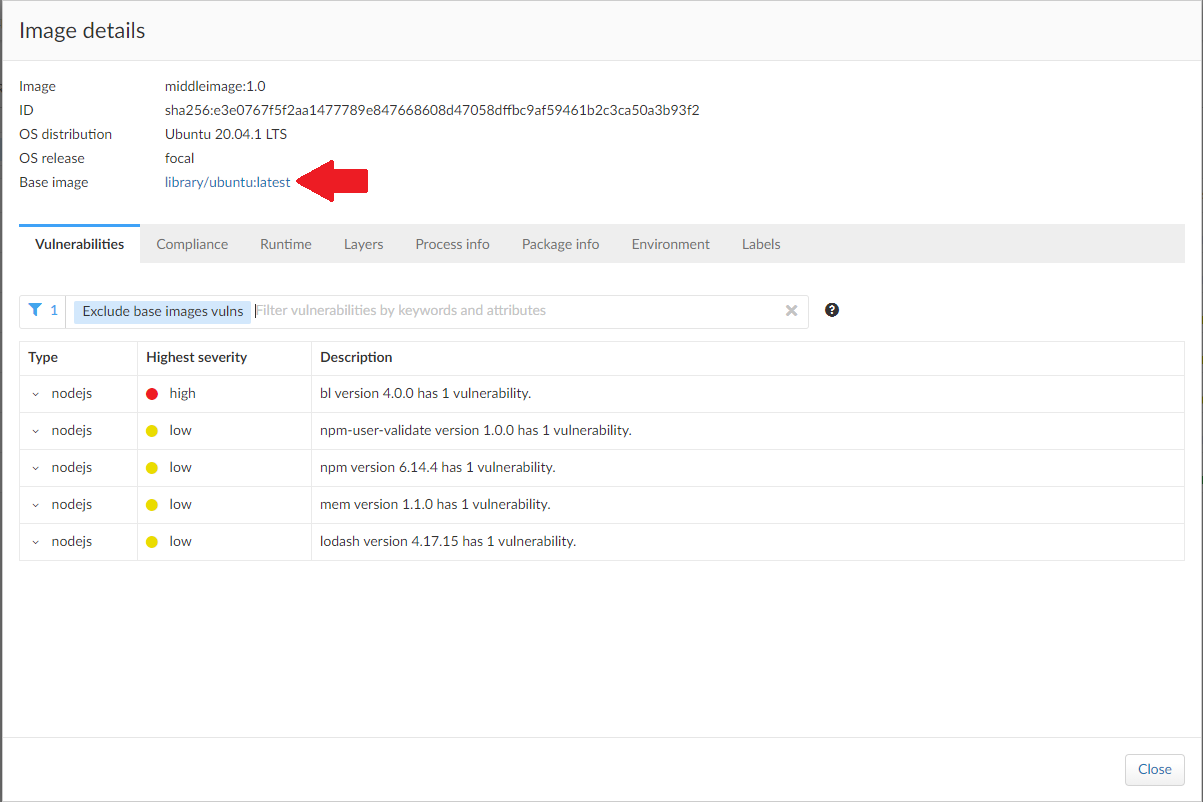 Image details
Image middleimage:1.0
ID sha256:e3e0767f5f2aa1477789e847668608d47058dffbc9af59461b2c3ca50a3b93f2
OS distribution Ubuntu 20.04.1 LTS
OS release focal
Base image library/ubuntu:latest
Vulnerabilities Compliance Runtime Layers Process info Package info Environment Labels
1 Exclude base images vulns Filter vulnerabilities by keywords and attributes ?
Type Highest severity Description
nodejs high bl version 4.0.0 has 1 vulnerability.
nodejs low npm-user-validate version 1.0.0 has 1 vulnerability.
nodejs low npm version 6.14.4 has 1 vulnerability.
nodejs low mem version 1.1.0 has 1 vulnerability.
nodejs low lodash version 4.17.15 has 1 vulnerability.
Close